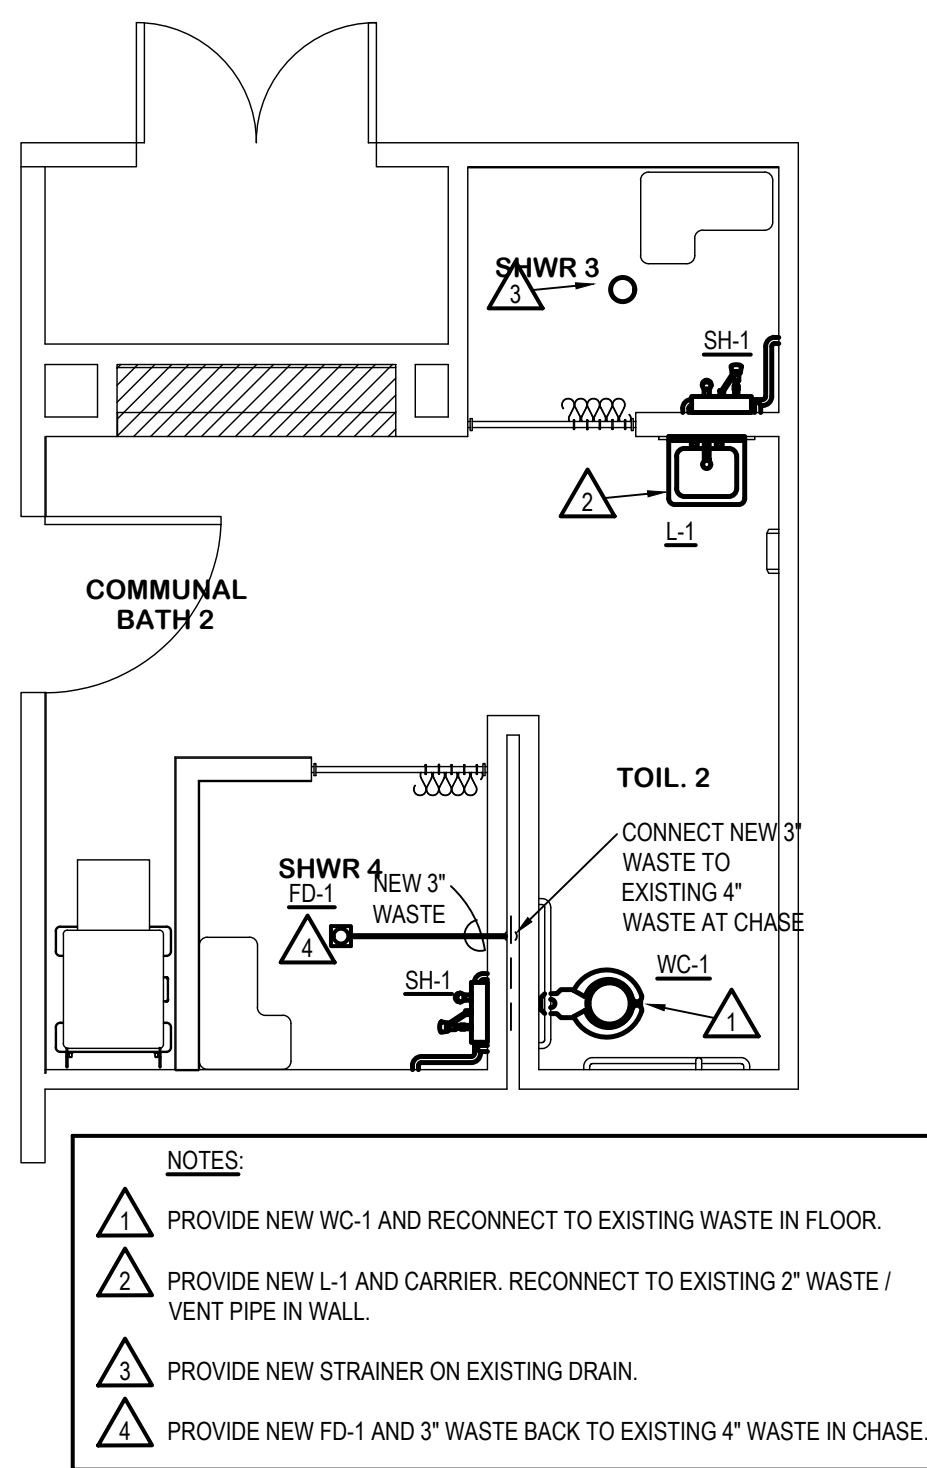 SHWR 3
3
SH-1
2
L-1
COMMUNAL
BATH 2
TOIL. 2
CONNECT NEW 3"
WASTE TO
EXISTING 4"
WASTE AT CHASE
SHWR 4
FD-1
NEW 3"
WASTE
4
SH-1
WC-1
1
NOTES:
1 PROVIDE NEW WC-1 AND RECONNECT TO EXISTING WASTE IN FLOOR.
2 PROVIDE NEW L-1 AND CARRIER. RECONNECT TO EXISTING 2" WASTE /
VENT PIPE IN WALL.
3 PROVIDE NEW STRAINER ON EXISTING DRAIN.
4 PROVIDE NEW FD-1 AND 3" WASTE BACK TO EXISTING 4" WASTE IN CHASE.